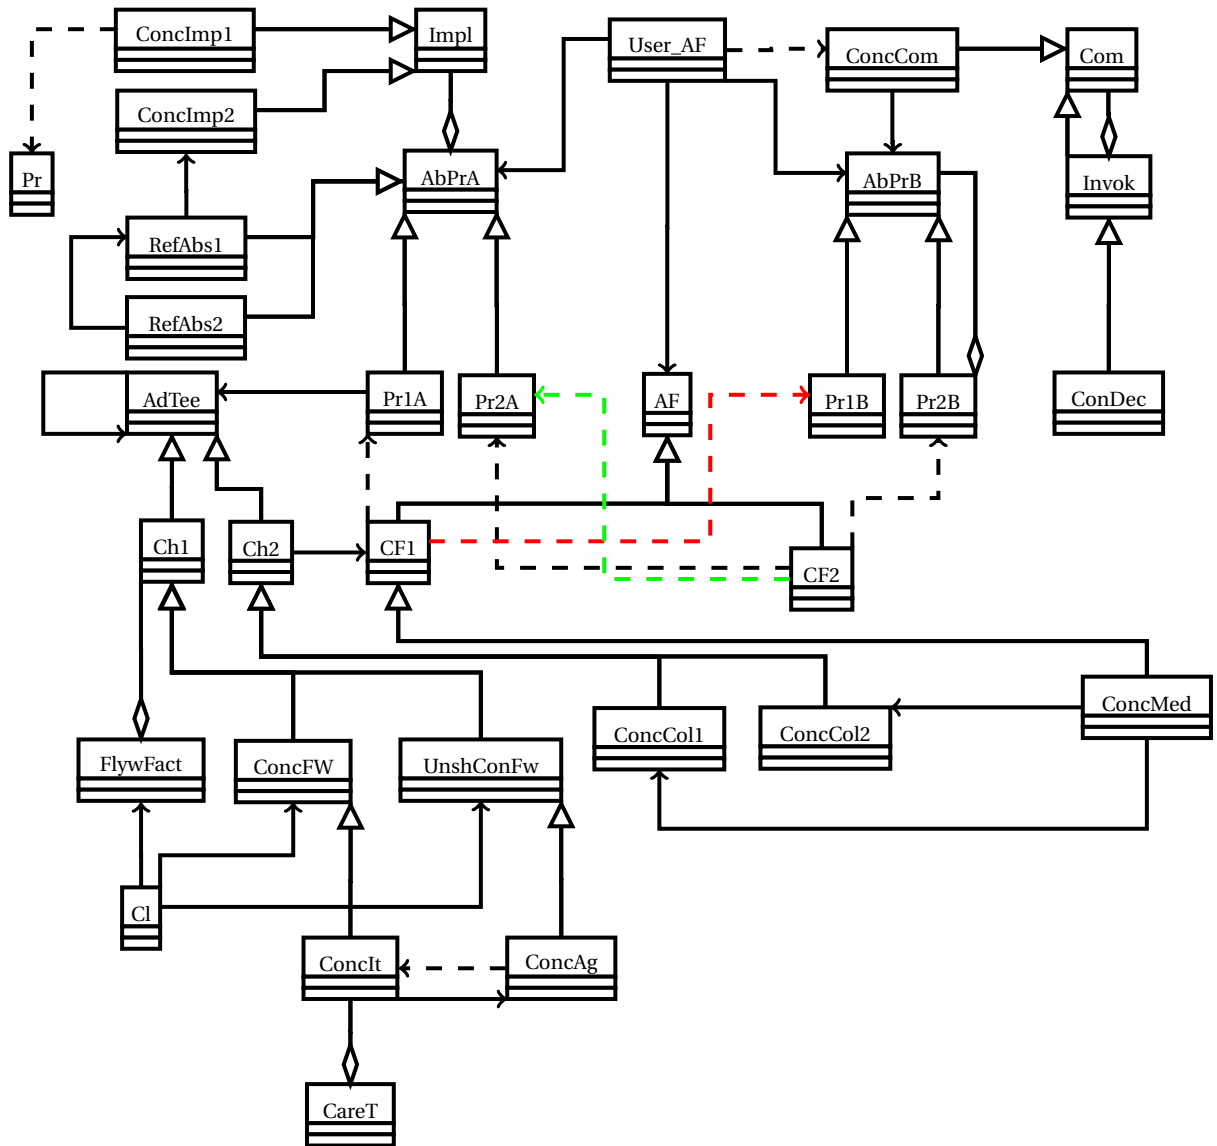 ConcImp1
Impl
User_AF
ConcCom
Com
ConcImp2
Pr
AbPrA
AbPrB
Invok
RefAbs1
RefAbs2
AdTee
Pr1A
Pr2A
AF
Pr1B
Pr2B
ConDec
Ch1
Ch2
CF1
CF2
FlywFact
ConcFW
UnshConFw
ConcCol1
ConcCol2
ConcMed
Cl
ConcIt
ConcAg
CareT